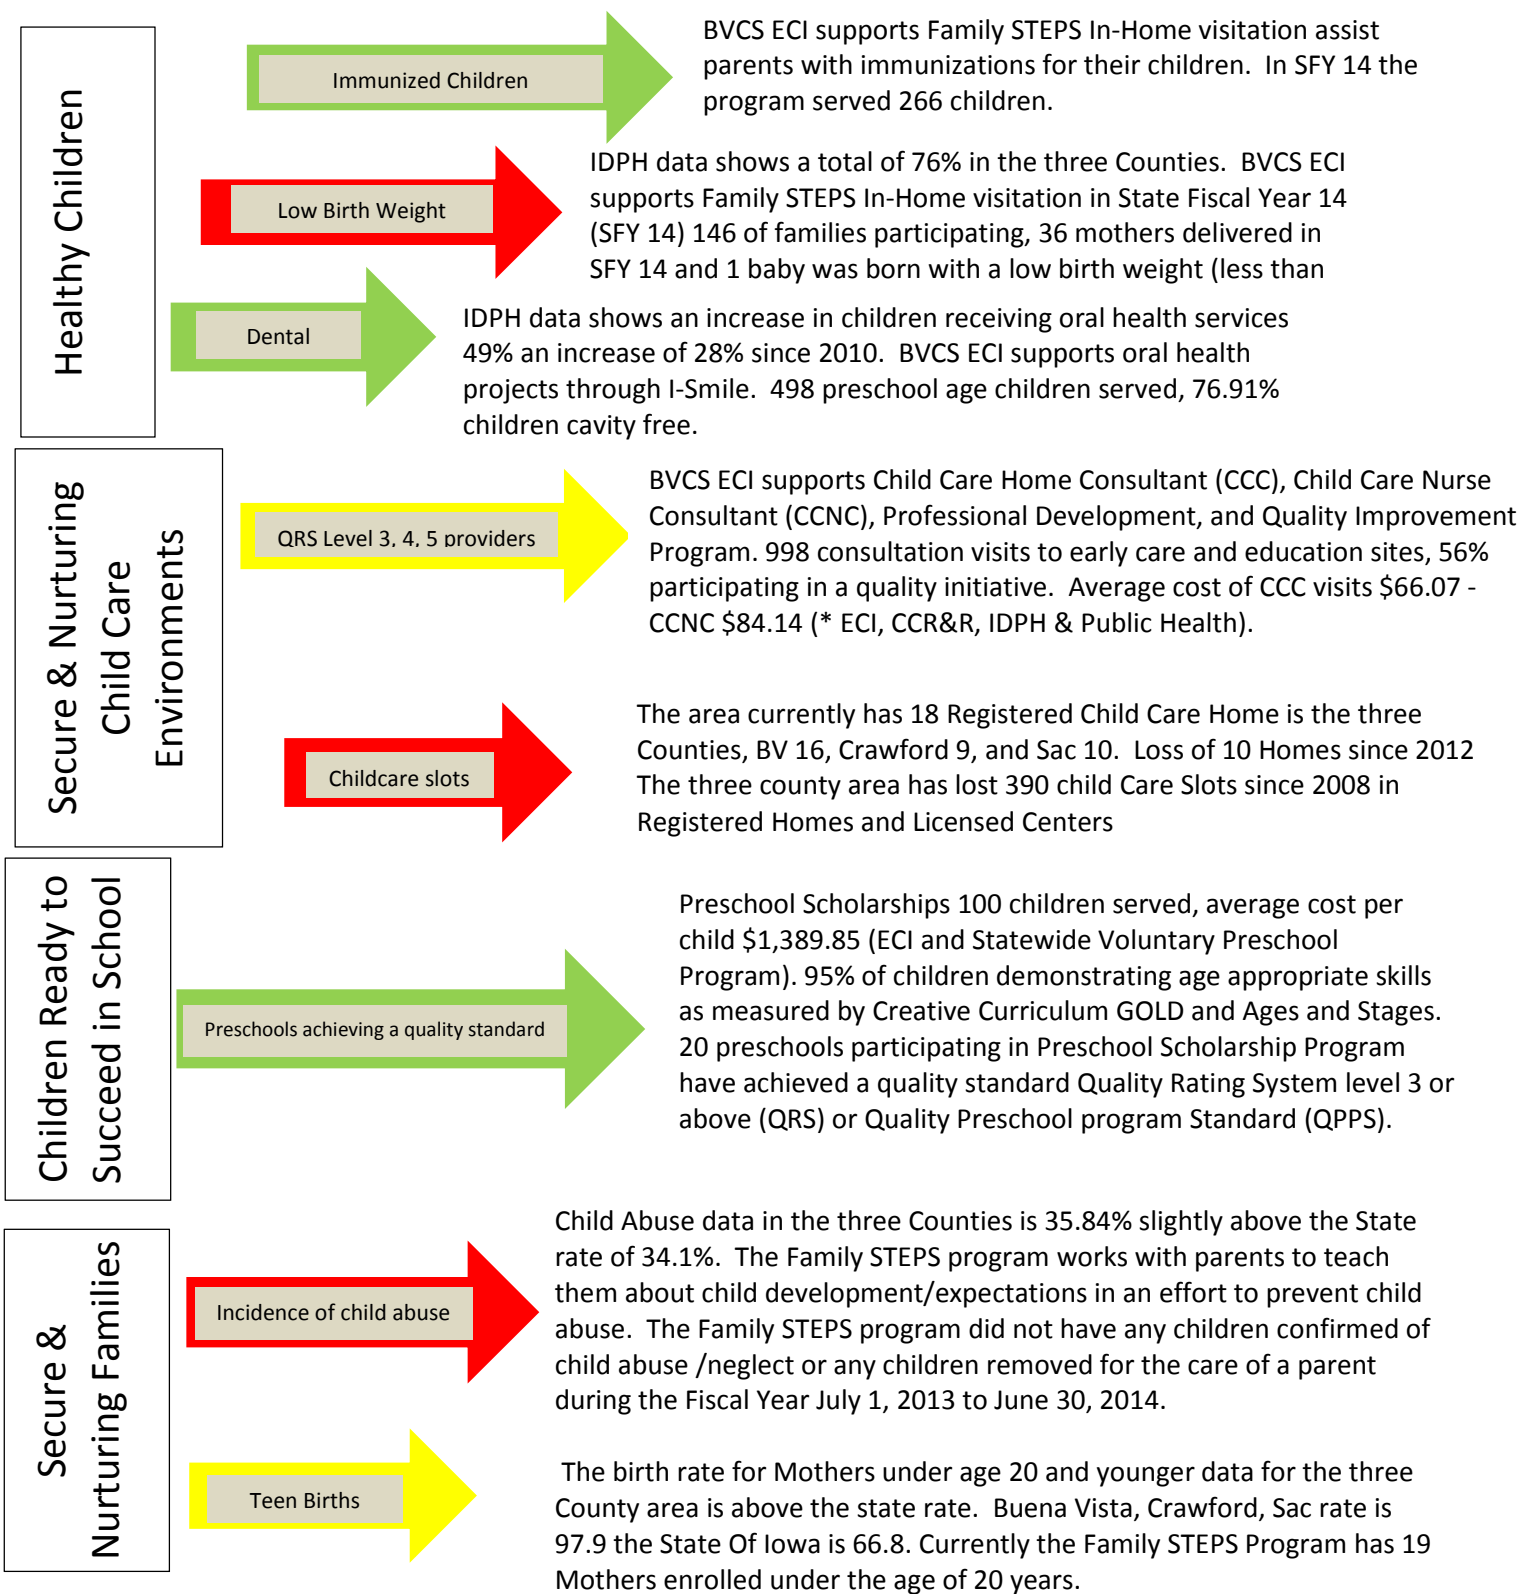 Healthy Children
Immunized Children
BVCS ECI supports Family STEPS In-Home visitation assist
parents with immunizations for their children.  In SFY 14 the
program served 266 children.
Low Birth Weight
IDPH data shows a total of 76% in the three Counties.  BVCS ECI
supports Family STEPS In-Home visitation in State Fiscal Year 14
(SFY 14) 146 of families participating, 36 mothers delivered in
SFY 14 and 1 baby was born with a low birth weight (less than
Dental
IDPH data shows an increase in children receiving oral health services
49% an increase of 28% since 2010.  BVCS ECI supports oral health
projects through I-Smile.  498 preschool age children served, 76.91%
children cavity free.
Secure & Nurturing
Child Care
Environments
QRS Level 3, 4, 5 providers
BVCS ECI supports Child Care Home Consultant (CCC), Child Care Nurse
Consultant (CCNC), Professional Development, and Quality Improvement
Program. 998 consultation visits to early care and education sites, 56%
participating in a quality initiative.  Average cost of CCC visits $66.07 -
CCNC $84.14 (* ECI, CCR&R, IDPH & Public Health).
Childcare slots
The area currently has 18 Registered Child Care Home is the three
Counties, BV 16, Crawford 9, and Sac 10.  Loss of 10 Homes since 2012
The three county area has lost 390 child Care Slots since 2008 in
Registered Homes and Licensed Centers
Children Ready to
Succeed in School
Preschools achieving a quality standard
Preschool Scholarships 100 children served, average cost per
child $1,389.85 (ECI and Statewide Voluntary Preschool
Program). 95% of children demonstrating age appropriate skills
as measured by Creative Curriculum GOLD and Ages and Stages.
20 preschools participating in Preschool Scholarship Program
have achieved a quality standard Quality Rating System level 3 or
above (QRS) or Quality Preschool program Standard (QPPS).
Secure &
Nurturing Families
Incidence of child abuse
Child Abuse data in the three Counties is 35.84% slightly above the State
rate of 34.1%.  The Family STEPS program works with parents to teach
them about child development/expectations in an effort to prevent child
abuse.  The Family STEPS program did not have any children confirmed of
child abuse /neglect or any children removed for the care of a parent
during the Fiscal Year July 1, 2013 to June 30, 2014.
Teen Births
The birth rate for Mothers under age 20 and younger data for the three
County area is above the state rate.  Buena Vista, Crawford, Sac rate is
97.9 the State Of Iowa is 66.8. Currently the Family STEPS Program has 19
Mothers enrolled under the age of 20 years.